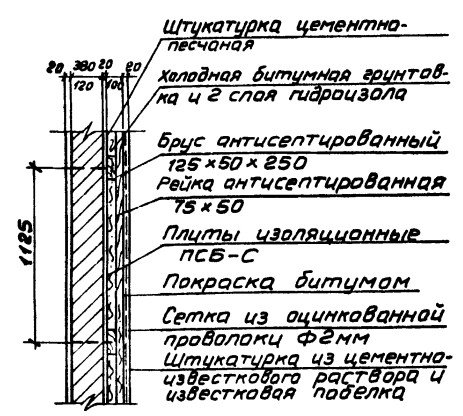 Штукатурка цементно-
песчаная
20 380 20 20
120 100
Холодная битумная грунтов-
ка и 2 слоя гидроизола
Брус антисептированный
125×50×250
Рейка антисептированная
75×50
1125
Плиты изоляционные
ПСБ-С
Покраска битумом
Сетка из оцинкованной
проволоки Ф2мм
Штукатурка из цементно-
известкового раствора и
известковая побелка